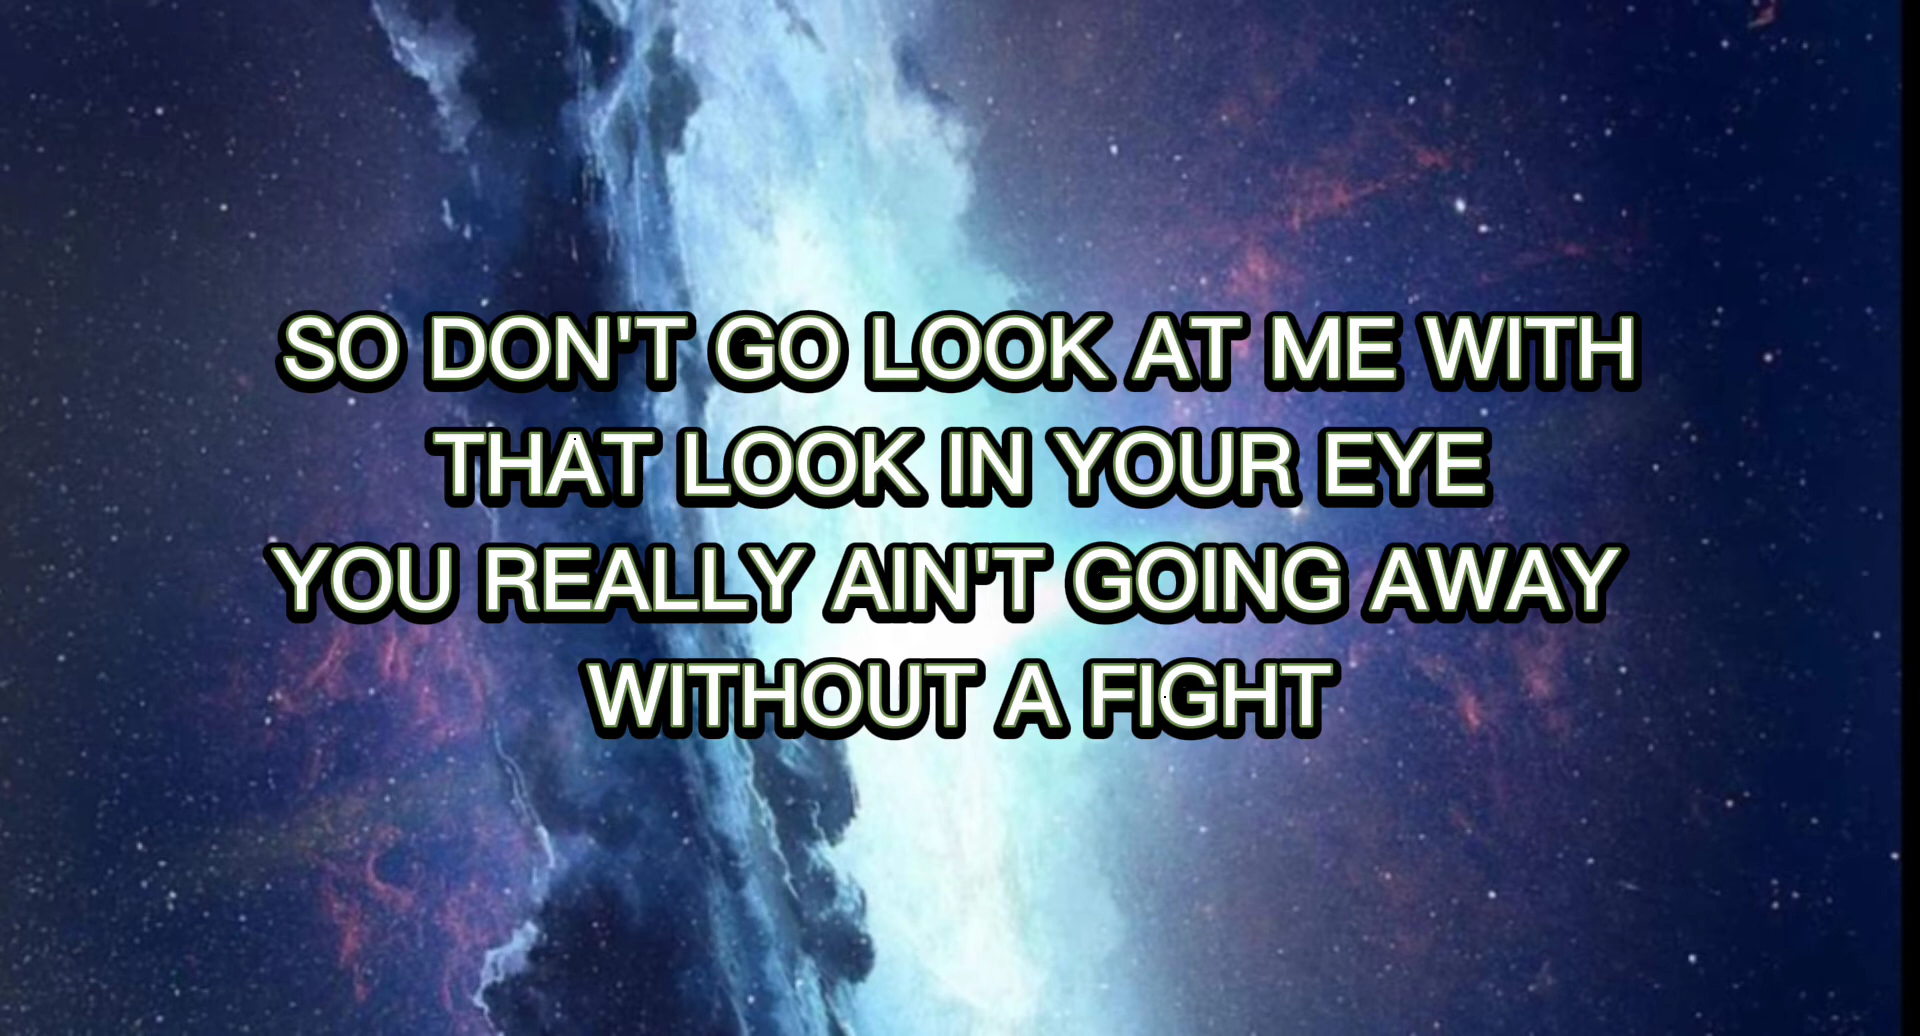 SO DON'T GO LOOK AT ME WITH
THAT LOOK IN YOUR EYE
YOU REALLY AIN'T GOING AWAY
WITHOUT A FIGHT